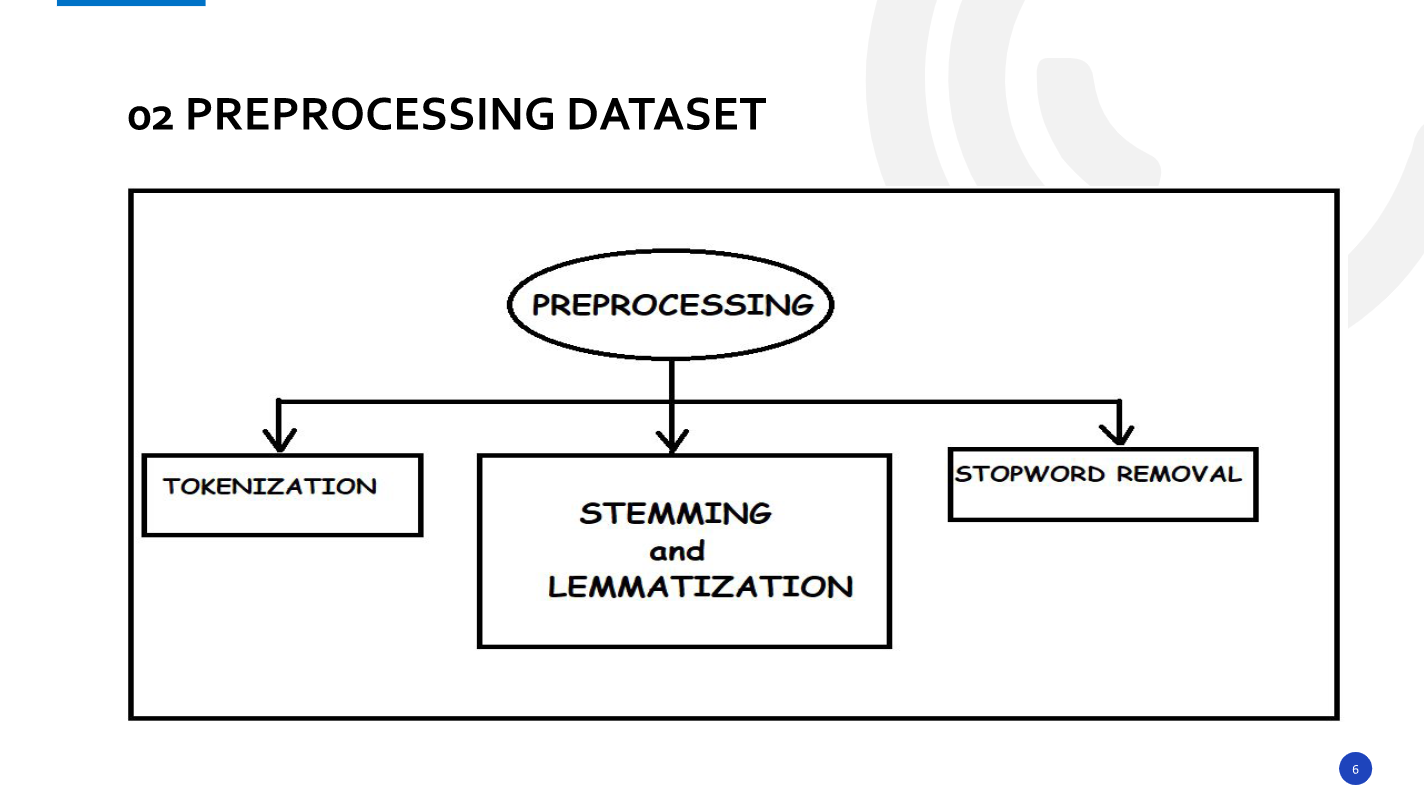 02 PREPROCESSING DATASET
PREPROCESSING
TOKENIZATION
STEMMING
and
LEMMATIZATION
STOPWORD REMOVAL
6